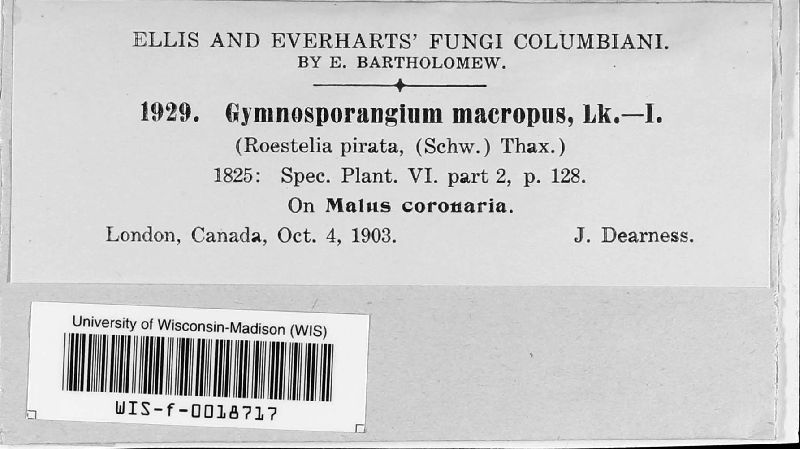 ELLIS AND EVERHARTS' FUNGI COLUMBIANI.
BY E. BARTHOLOMEW.
1929. Gymnosporangium macropus, Lk.—I.
(Roestelia pirata, (Schw.) Thax.)
1825: Spec. Plant. VI. part 2, p. 128.
On Malus coronaria.
London, Canada, Oct. 4, 1903. J. Dearness.
University of Wisconsin-Madison (WIS)
WIS-f-0018717